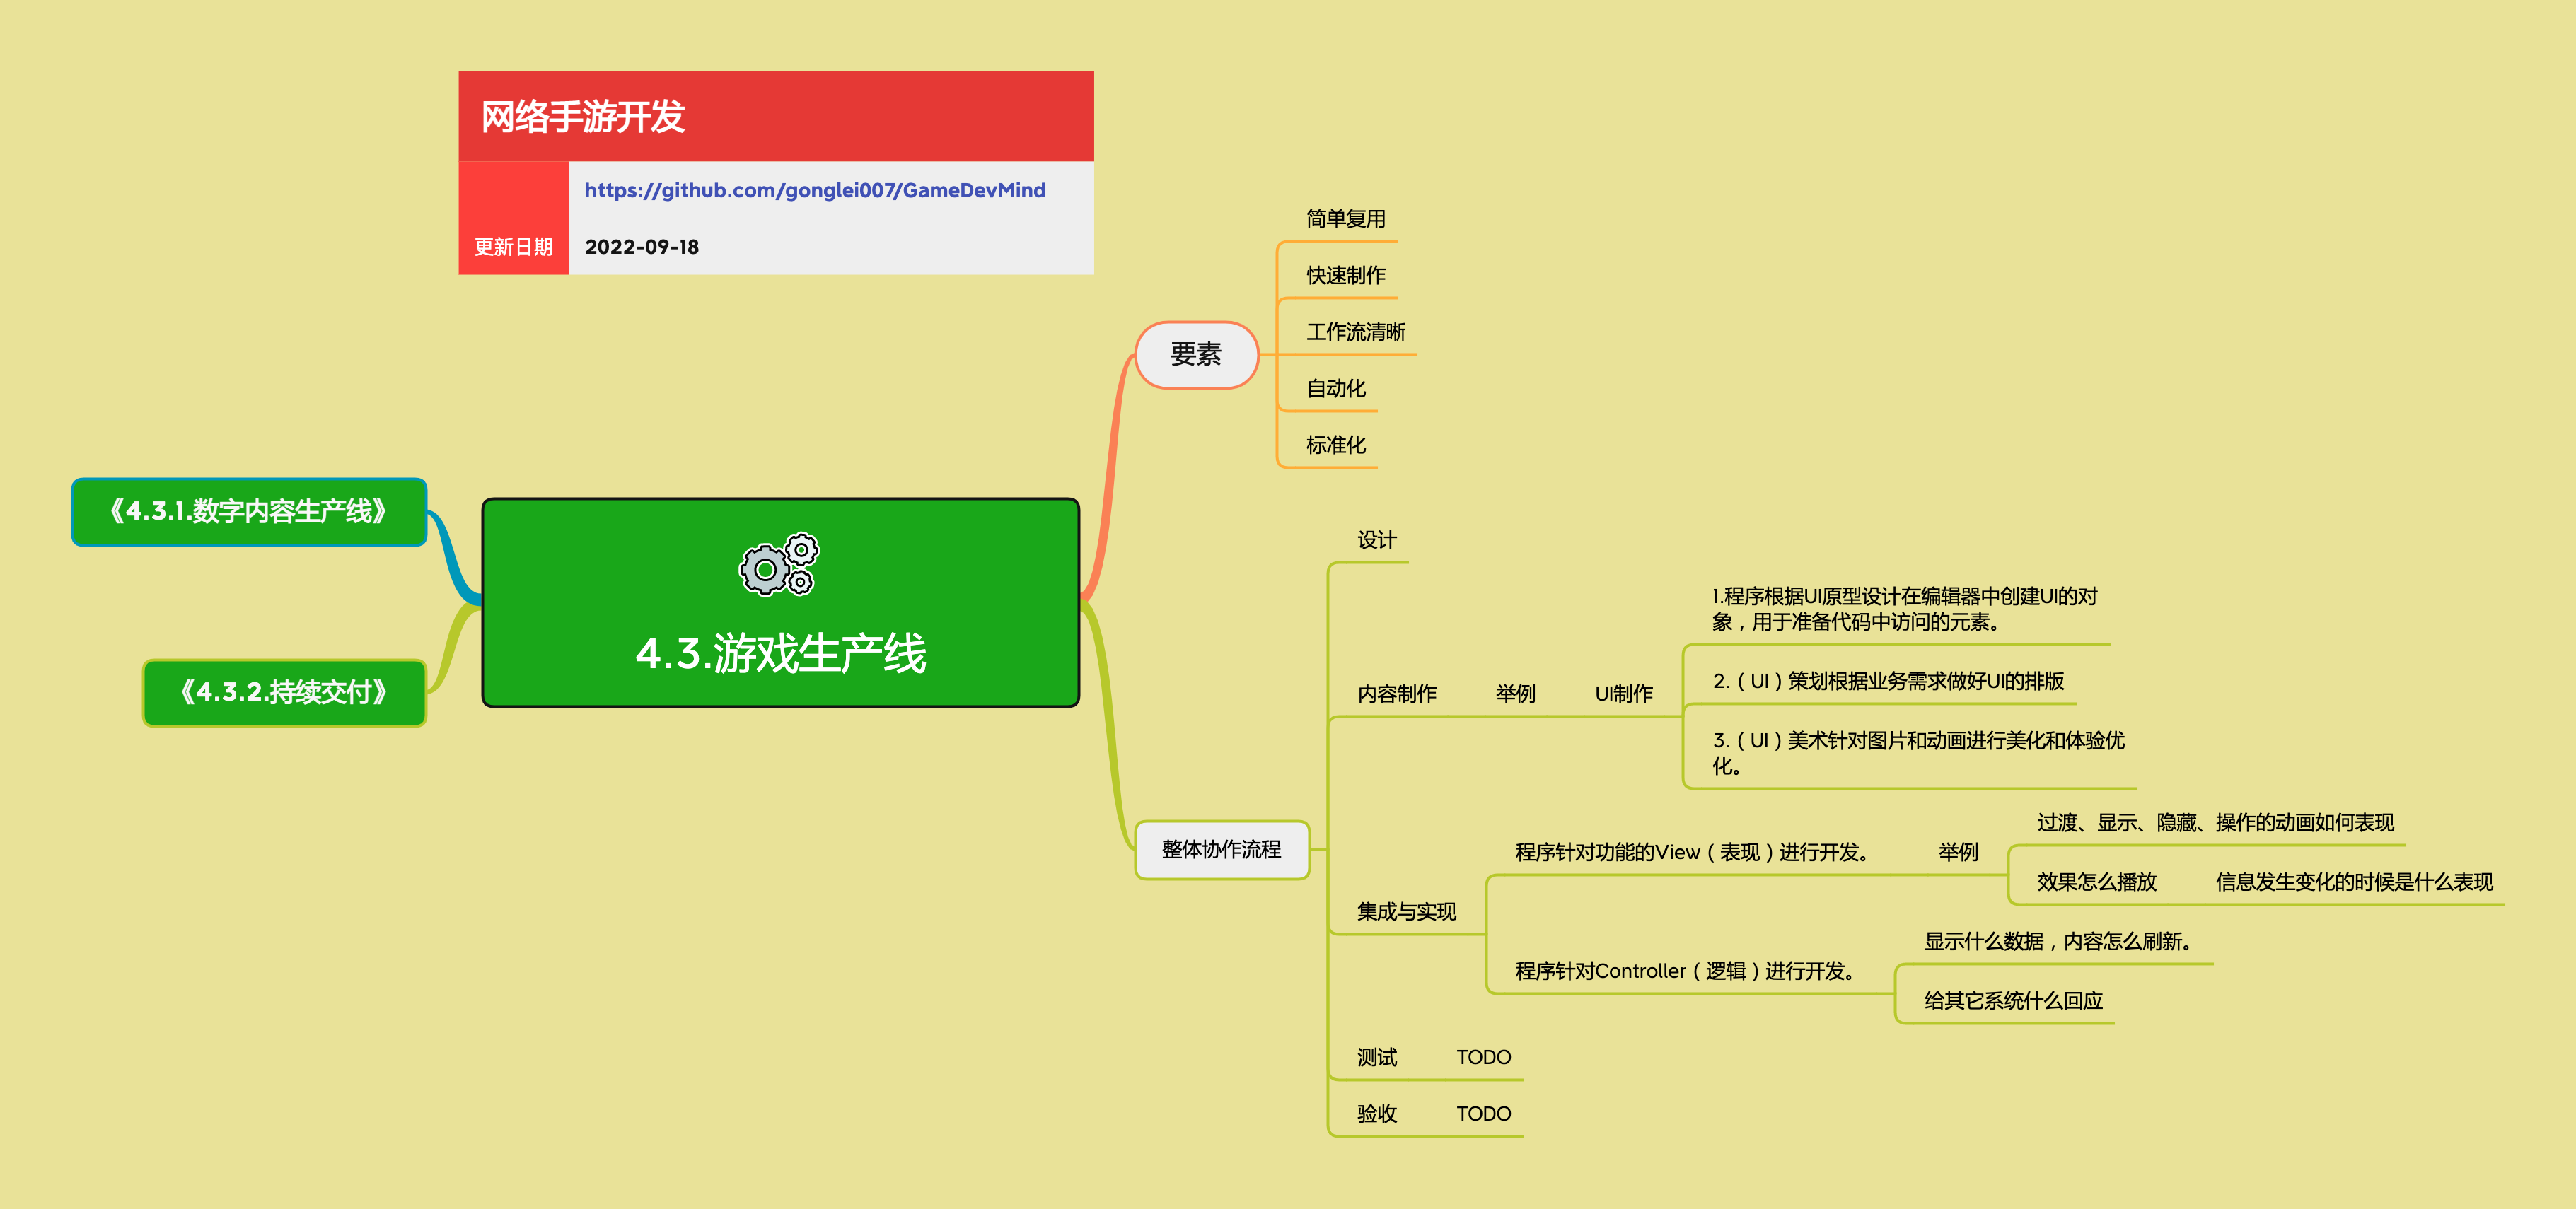 网络手游开发
https://github.com/gonglei007/GameDevMind
更新日期
2022-09-18
《4.3.1.数字内容生产线》
《4.3.2.持续交付》
4.3.游戏生产线
要素
简单复用
快速制作
工作流清晰
自动化
标准化
整体协作流程
设计
内容制作
举例
UI制作
1.程序根据UI原型设计在编辑器中创建UI的对
象，用于准备代码中访问的元素。
2.（UI）策划根据业务需求做好UI的排版
3.（UI）美术针对图片和动画进行美化和体验优
化。
集成与实现
程序针对功能的View（表现）进行开发。
举例
过渡、显示、隐藏、操作的动画如何表现
效果怎么播放
信息发生变化的时候是什么表现
程序针对Controller（逻辑）进行开发。
显示什么数据，内容怎么刷新。
给其它系统什么回应
测试
TODO
验收
TODO